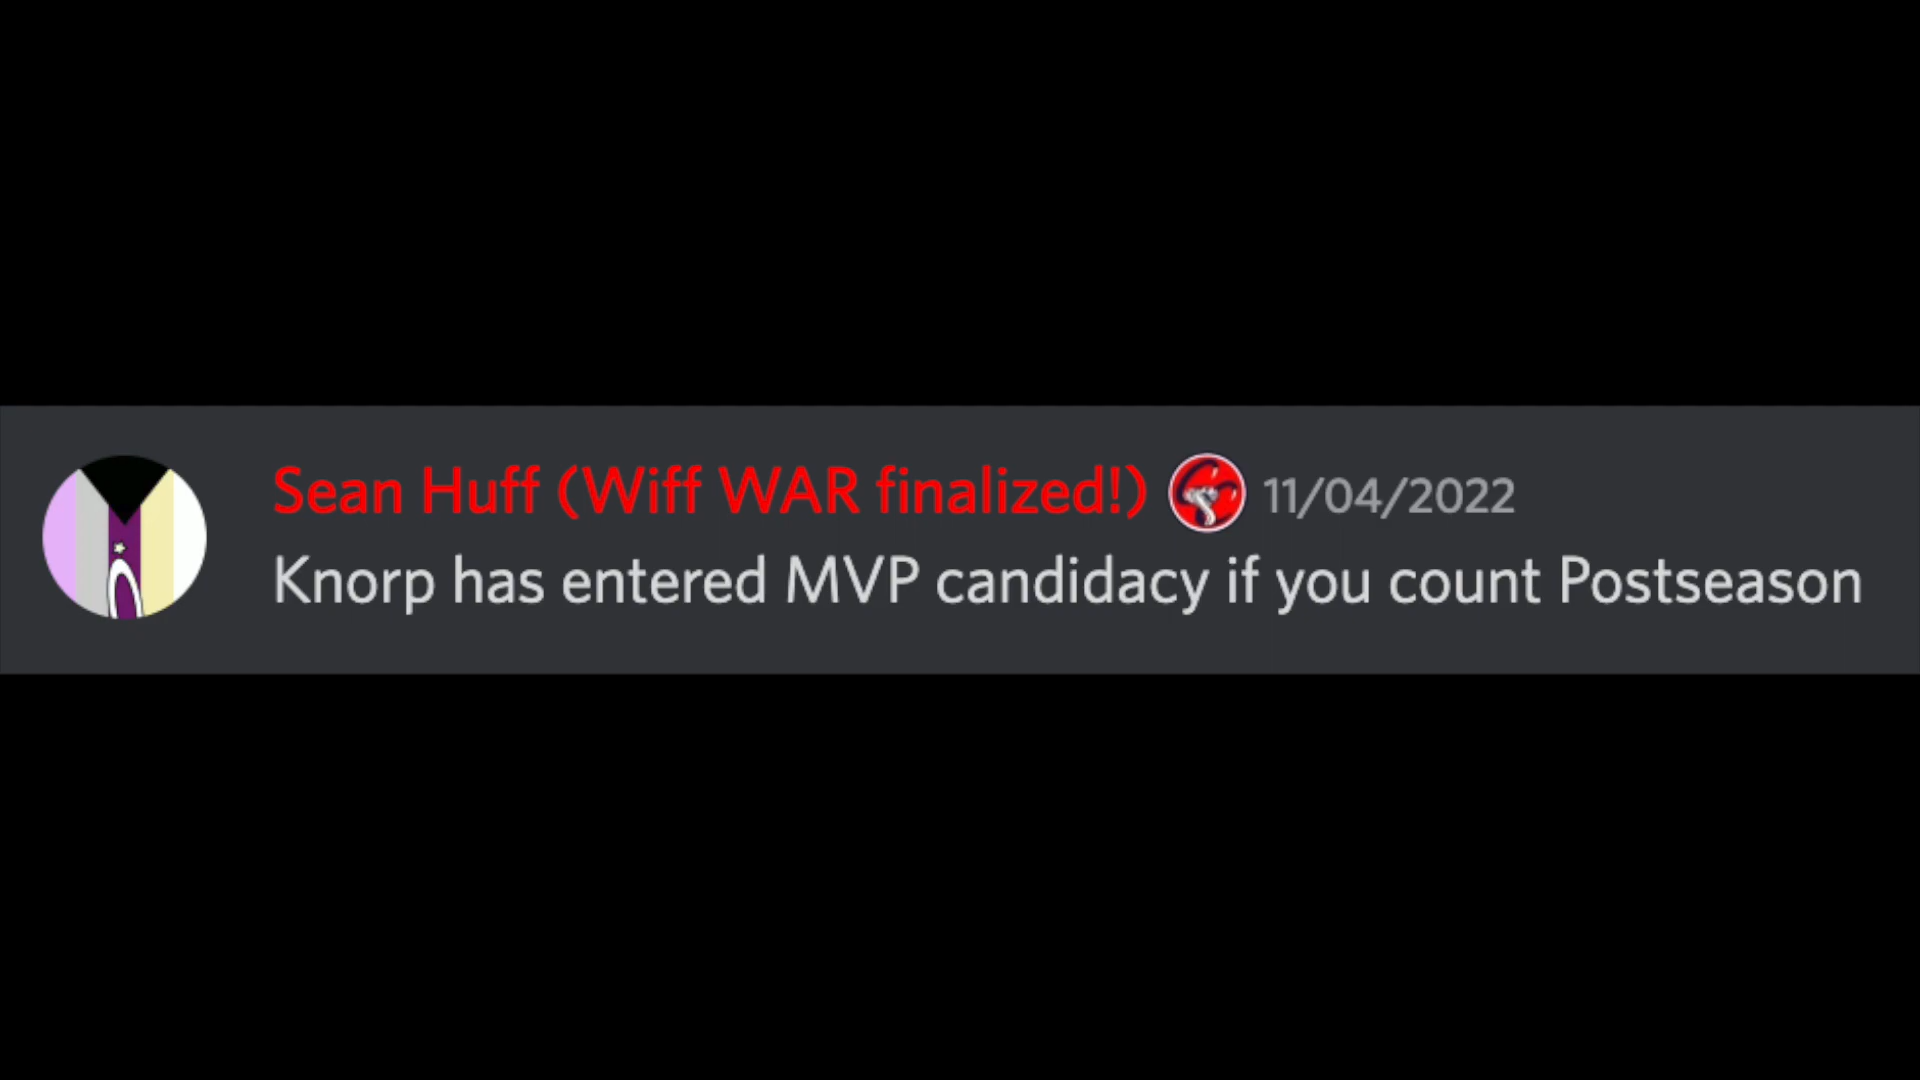 Sean Huff (Wiff WAR finalized!) 11/04/2022
Knorp has entered MVP candidacy if you count Postseason